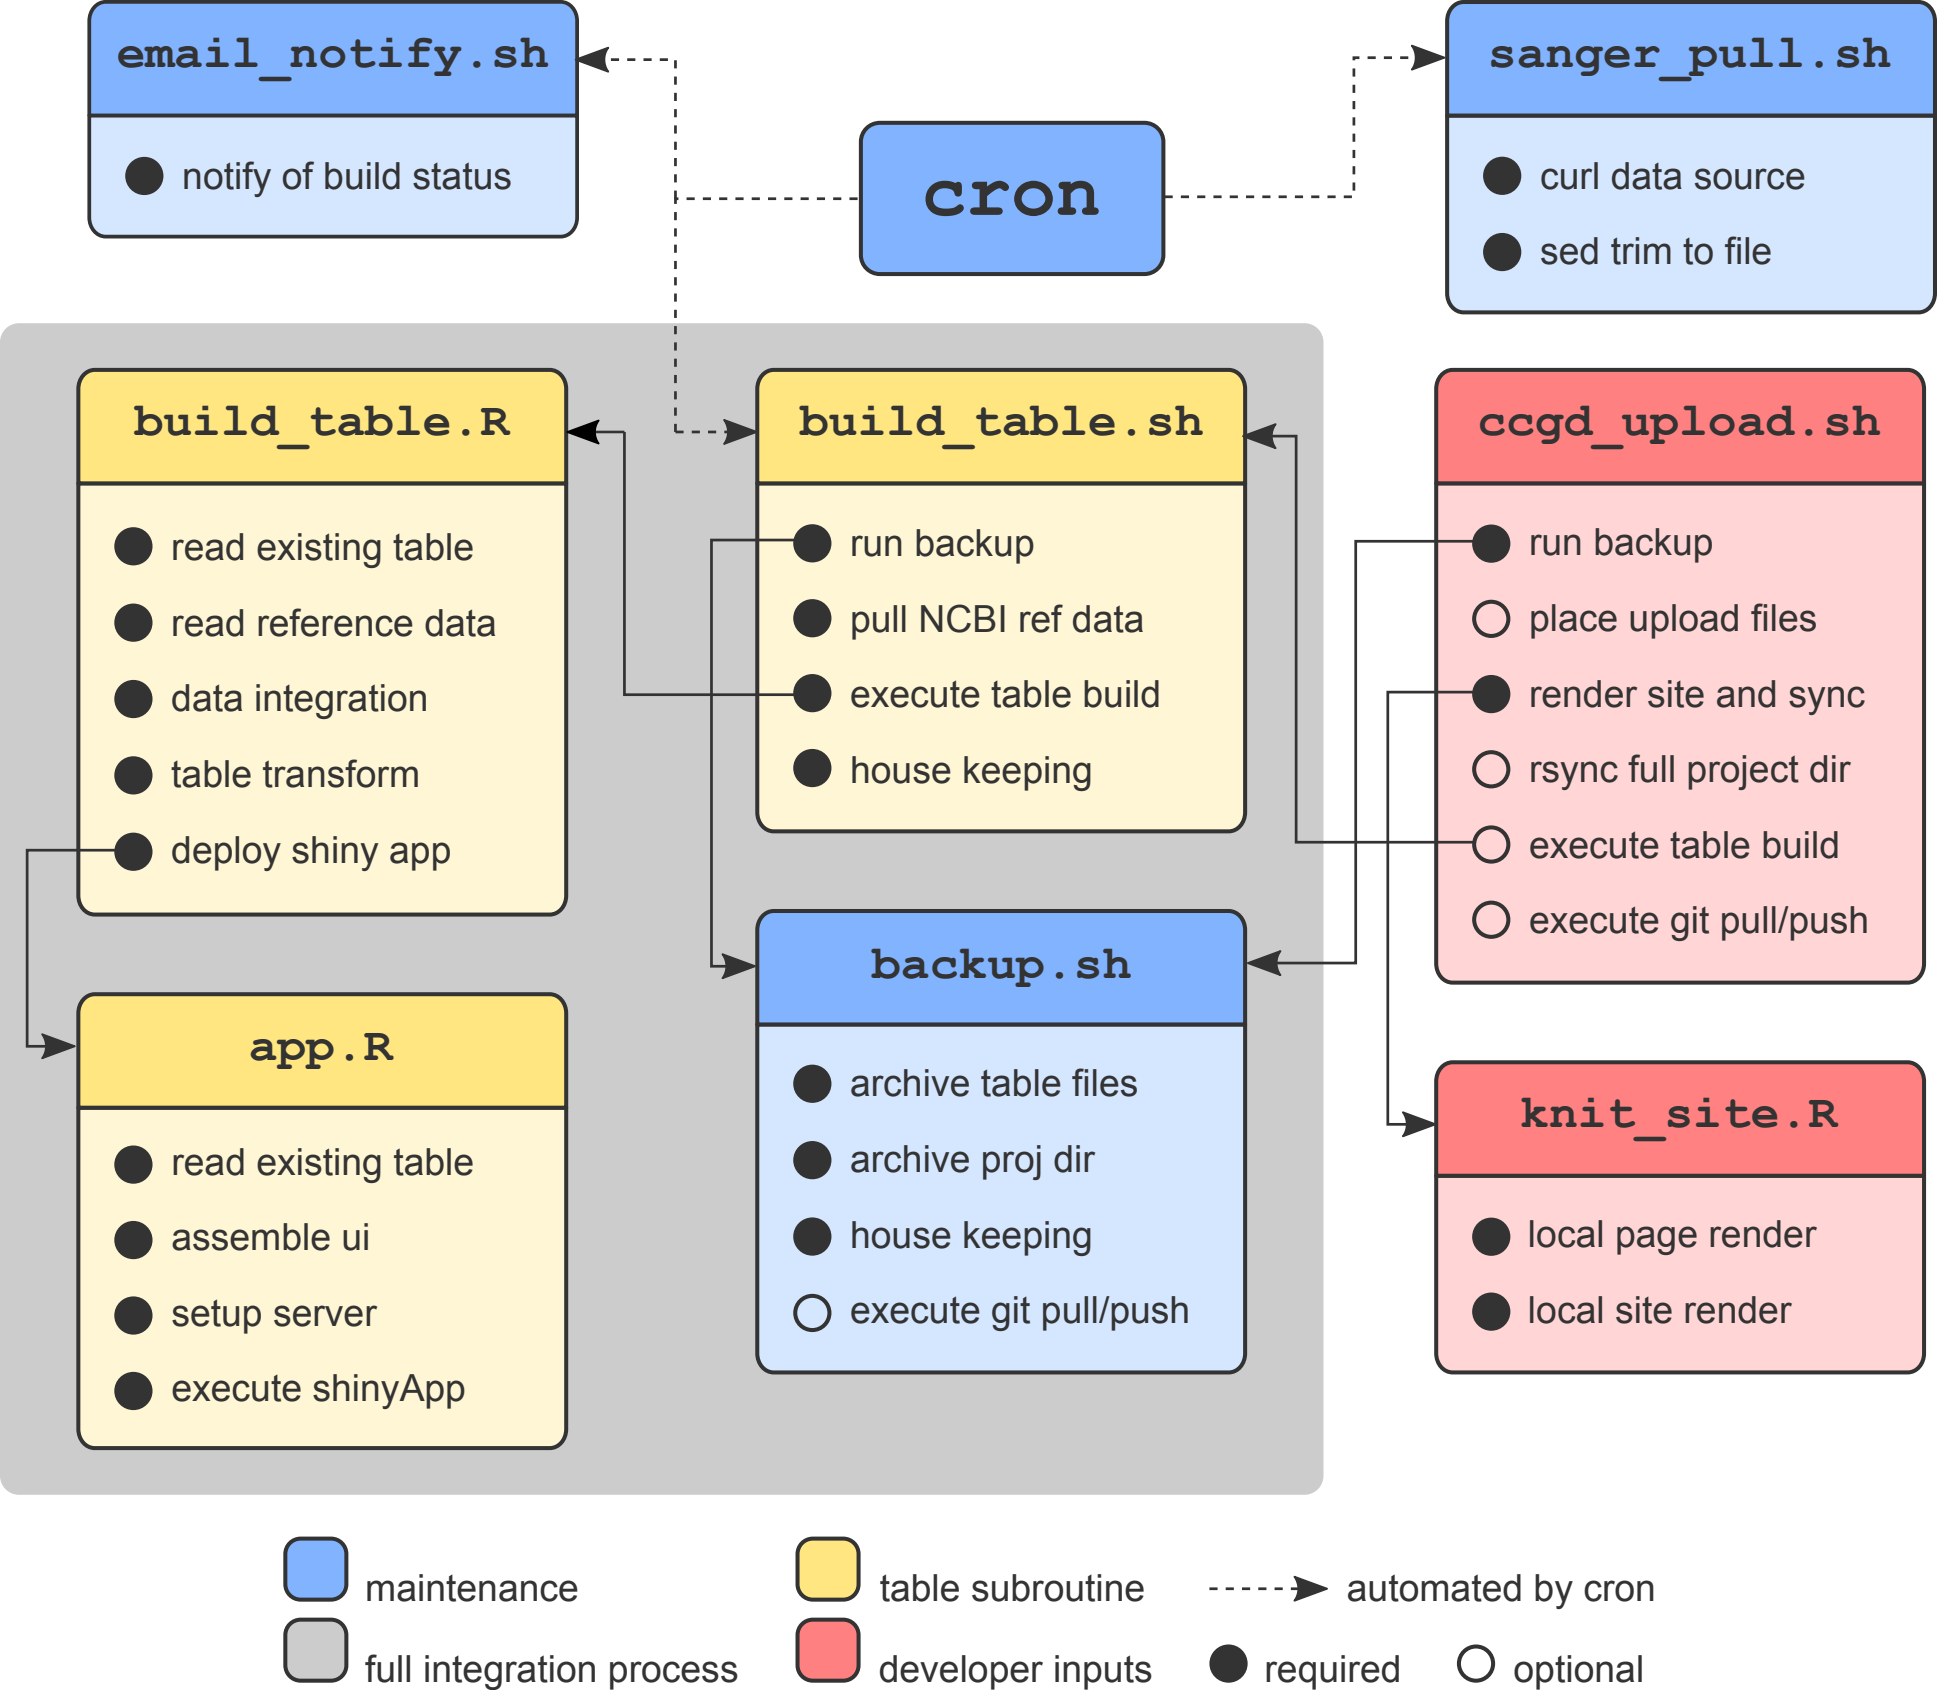 email_notify.sh
notify of build status
cron
sanger_pull.sh
curl data source
sed trim to file
build_table.R
read existing table
read reference data
data integration
table transform
deploy shiny app
build_table.sh
run backup
pull NCBI ref data
execute table build
house keeping
ccgd_upload.sh
run backup
place upload files
render site and sync
rsync full project dir
execute table build
execute git pull/push
app.R
read existing table
assemble ui
setup server
execute shinyApp
backup.sh
archive table files
archive proj dir
house keeping
execute git pull/push
knit_site.R
local page render
local site render
maintenance
table subroutine
automated by cron
full integration process
developer inputs
required
optional